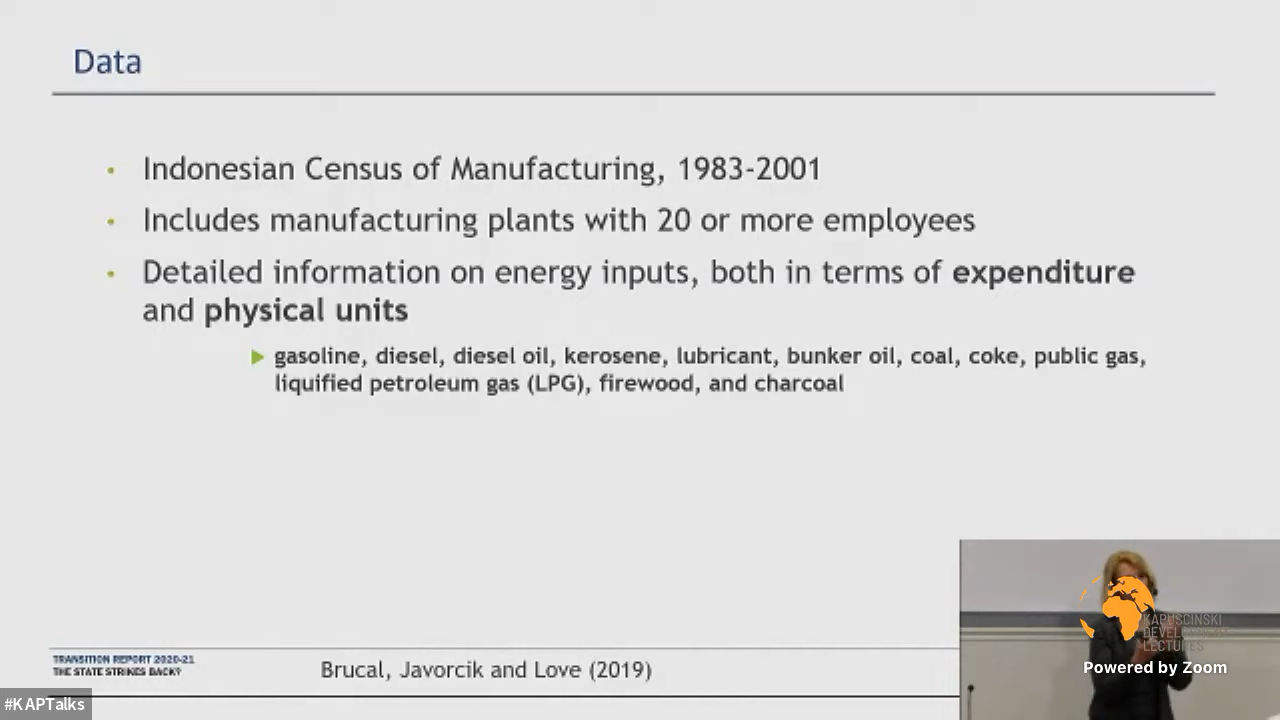 Data
Indonesian Census of Manufacturing, 1983-2001
Includes manufacturing plants with 20 or more employees
Detailed information on energy inputs, both in terms of expenditure
and physical units
gasoline, diesel, diesel oil, kerosene, lubricant, bunker oil, coal, coke, public gas,
liquified petroleum gas (LPG), firewood, and charcoal
TRANSITION REPORT 2020-21
THE STATE STRIKES BACK?
Brucal, Javorcik and Love (2019)
KAPUSCINSKI
DEVELOPMENT
LECTURES
Powered by Zoom
#KAPTalks